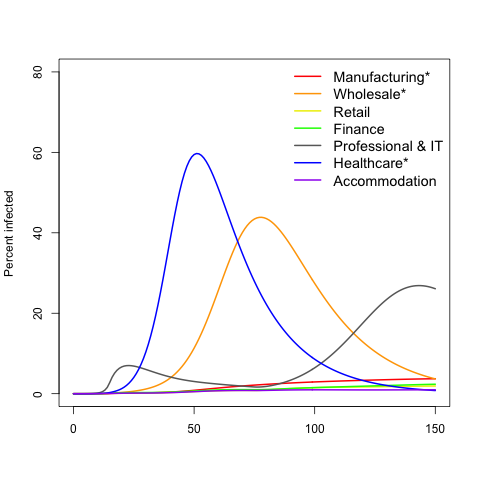 80
60
40
20
0
Percent infected
0 50 100 150
Manufacturing*
Wholesale*
Retail
Finance
Professional & IT
Healthcare*
Accommodation